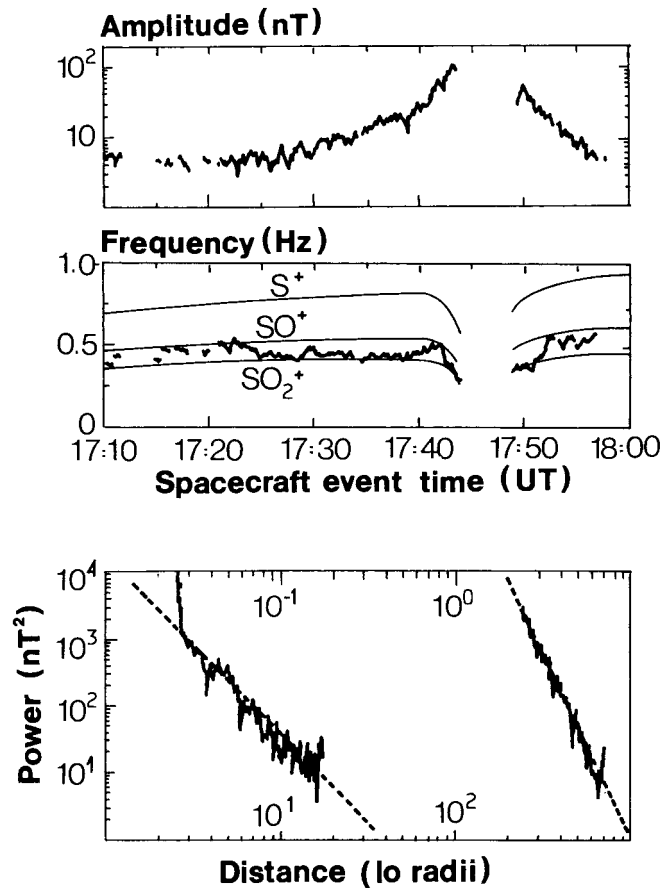 Amplitude (nT)
10²
10
Frequency (Hz)
1.0
0.5
0
S⁺
SO⁺
SO₂⁺
17:10 17:20 17:30 17:40 17:50 18:00
Spacecraft event time (UT)
Power (nT²)
10⁴
10³
10²
10¹
10⁻¹ 10⁰
10¹ 10²
Distance (Io radii)